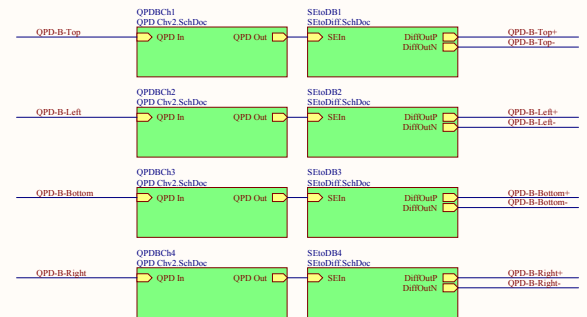 QPDBCh1
QPD Chv2.SchDoc
SEtoDB1
SEtoDiff.SchDoc
QPD-B-Top
QPD In
QPD Out
SEIn
DiffOutP
DiffOutN
QPD-B-Top+
QPD-B-Top-
QPDBCh2
QPD Chv2.SchDoc
SEtoDB2
SEtoDiff.SchDoc
QPD-B-Left
QPD In
QPD Out
SEIn
DiffOutP
DiffOutN
QPD-B-Left+
QPD-B-Left-
QPDBCh3
QPD Chv2.SchDoc
SEtoDB3
SEtoDiff.SchDoc
QPD-B-Bottom
QPD In
QPD Out
SEIn
DiffOutP
DiffOutN
QPD-B-Bottom+
QPD-B-Bottom-
QPDBCh4
QPD Chv2.SchDoc
SEtoDB4
SEtoDiff.SchDoc
QPD-B-Right
QPD In
QPD Out
SEIn
DiffOutP
DiffOutN
QPD-B-Right+
QPD-B-Right-